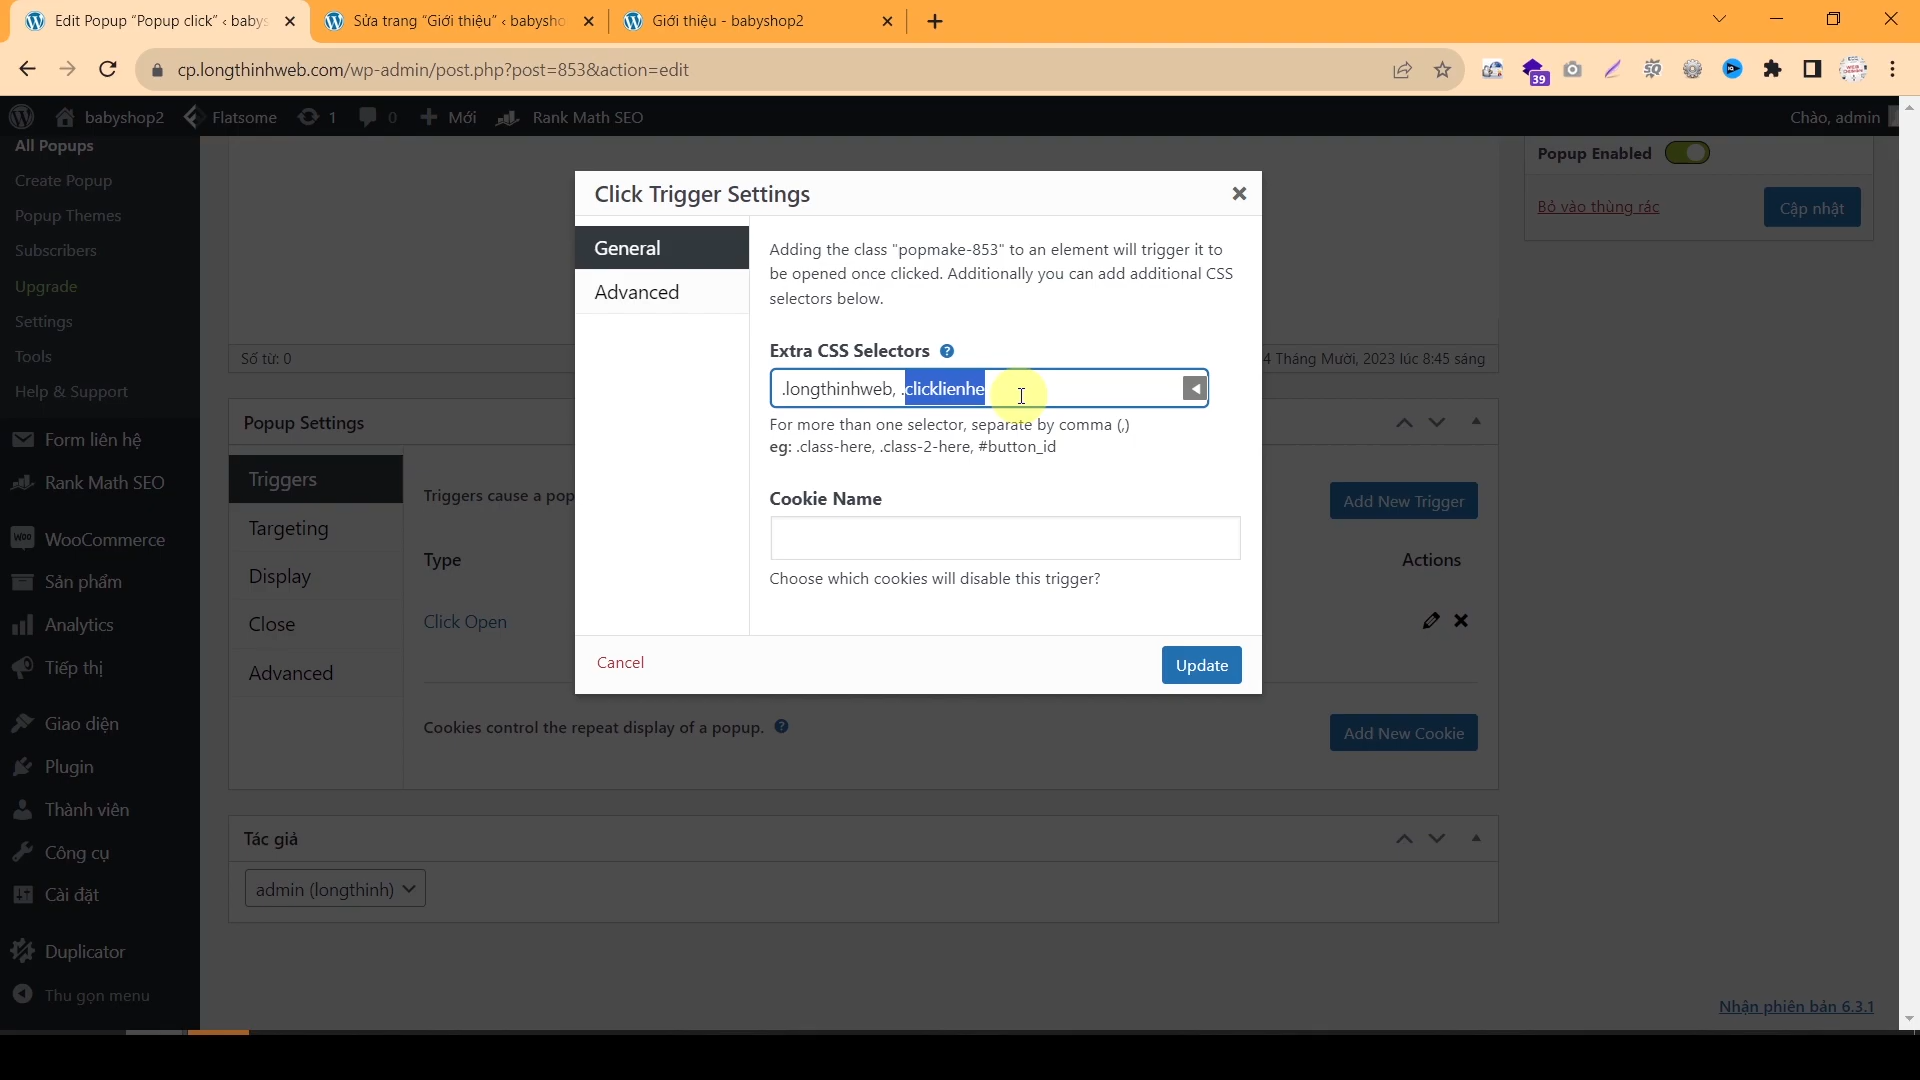 Edit Popup “Popup click” ‹ babys
Sửa trang “Giới thiệu” ‹ babysho
Giới thiệu - babyshop2
cp.longthinhweb.com/wp-admin/post.php?post=853&action=edit
39
babyshop2
Flatsome
1
0
Mới
Rank Math SEO
Chào, admin
All Popups
Create Popup
Popup Themes
Subscribers
Upgrade
Settings
Tools
Help & Support
Form liên hệ
Rank Math SEO
WooCommerce
Sản phẩm
Analytics
Tiếp thị
Giao diện
Plugin
Thành viên
Công cụ
Cài đặt
Duplicator
Thu gọn menu
Popup Enabled
Bỏ vào thùng rác
Cập nhật
Số từ: 0
4 Tháng Mười, 2023 lúc 8:45 sáng
Popup Settings
Triggers
Targeting
Display
Close
Advanced
Triggers cause a pop
Add New Trigger
Type
Actions
Click Open
Cookies control the repeat display of a popup.
Add New Cookie
Tác giả
admin (longthinh)
Nhận phiên bản 6.3.1
Click Trigger Settings
General
Advanced
Adding the class "popmake-853" to an element will trigger it to
be opened once clicked. Additionally you can add additional CSS
selectors below.
Extra CSS Selectors
.longthinhweb, .clicklienhe
For more than one selector, separate by comma (,)
eg: .class-here, .class-2-here, #button_id
Cookie Name
Choose which cookies will disable this trigger?
Cancel
Update